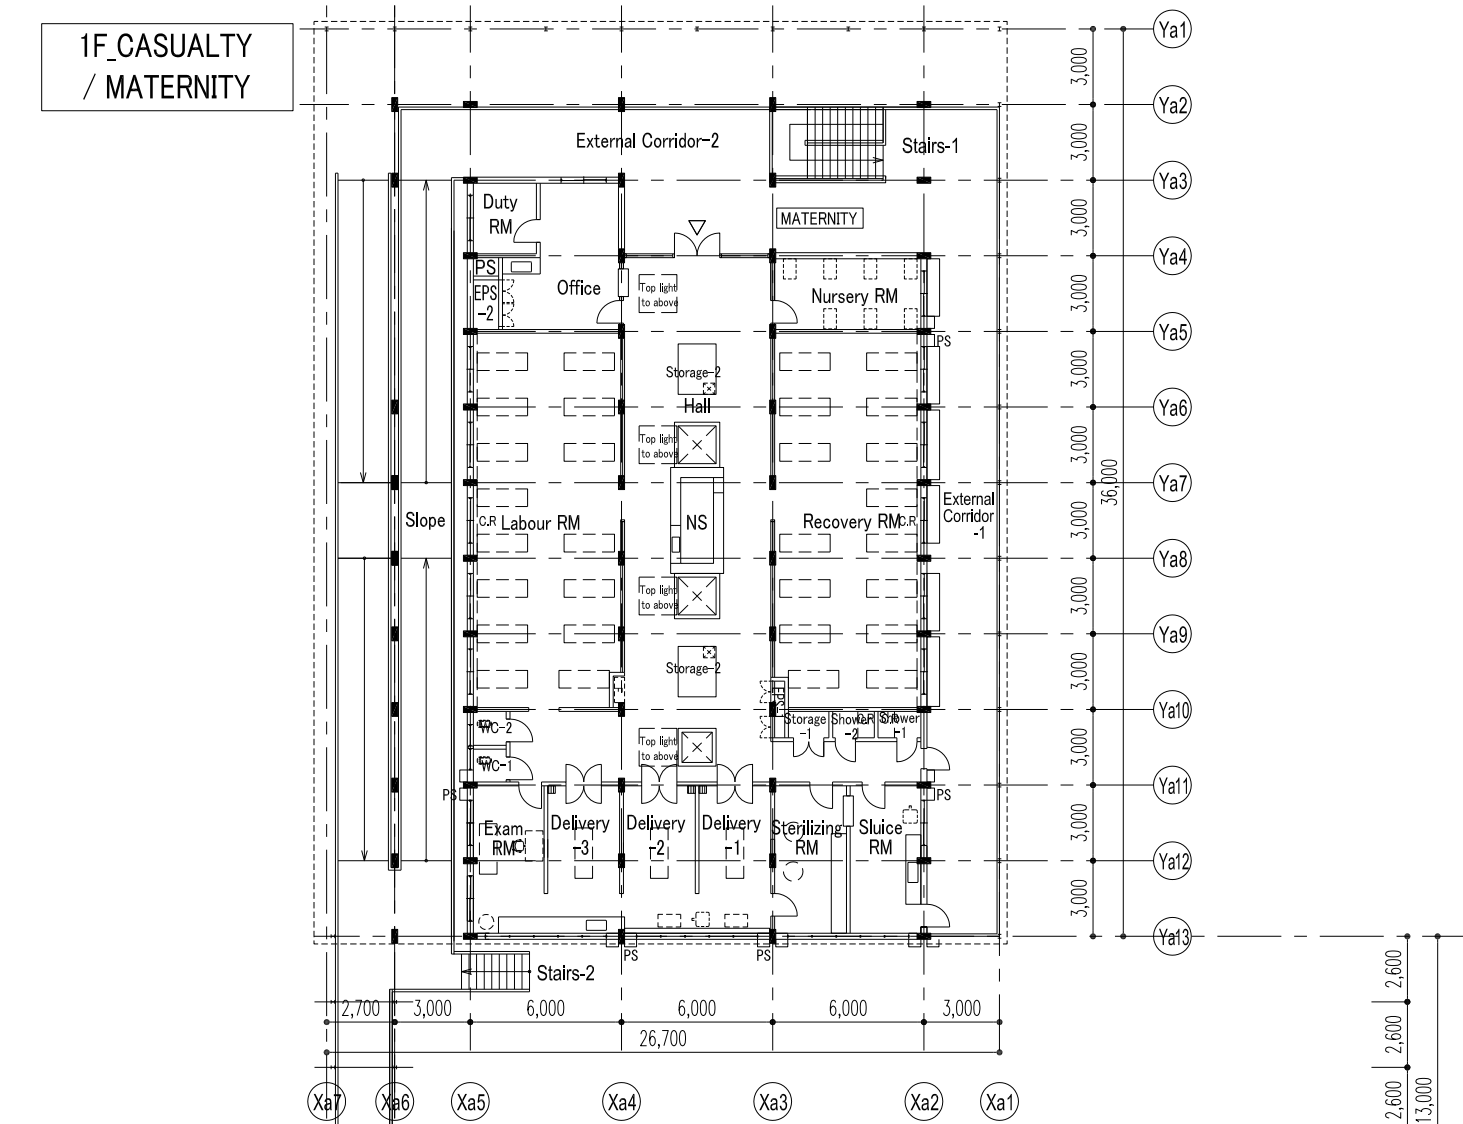 1F_CASUALTY
/ MATERNITY
Ya1
3,000
Ya2
External Corridor-2
Stairs-1
3,000
Ya3
Duty
RM
MATERNITY
3,000
Ya4
PS
EPS
-2
Office
Top light
to above
Nursery RM
3,000
Ya5
PS
Storage-2
3,000
Hall
Ya6
Top light
to above
3,000
36,000
Ya7
Slope
C.R
Labour RM
NS
Recovery RM
C.R
External
Corridor
-1
3,000
Ya8
Top light
to above
3,000
Ya9
Storage-2
3,000
EPS
Ya10
WC-2
Storage
-1
Shower
-2
Shower
-1
Top light
to above
3,000
WC-1
Ya11
PS
PS
Exam
RM
Delivery
-3
Delivery
-2
Delivery
-1
Sterilizing
RM
Sluice
RM
3,000
Ya12
3,000
Ya13
PS
PS
Stairs-2
2,600
2,700
3,000
6,000
6,000
6,000
3,000
26,700
2,600
2,600
13,000
Xa7
Xa6
Xa5
Xa4
Xa3
Xa2
Xa1